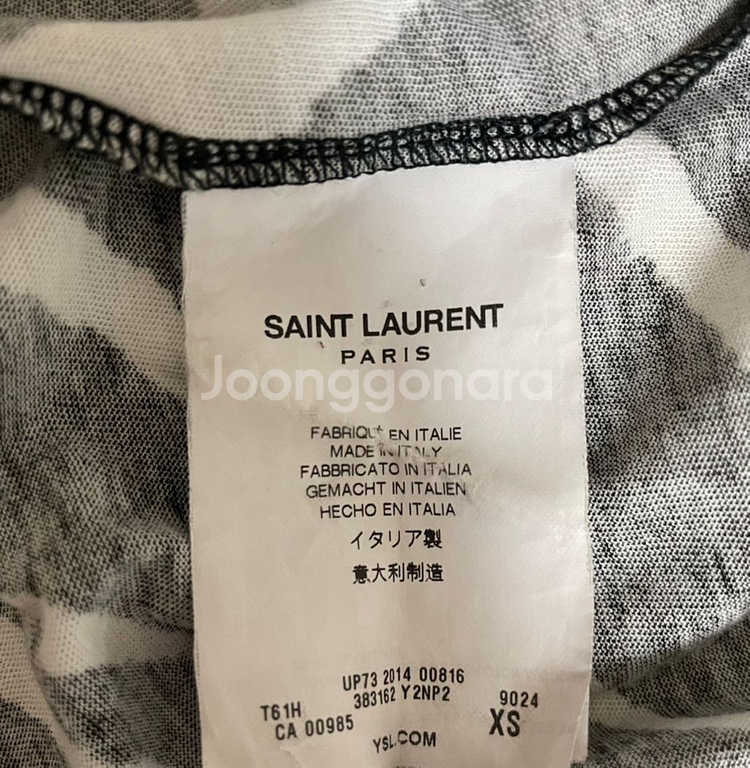 SAINT LAURENT
PARIS
Joonggonara
FABRIQUÉ EN ITALIE
MADE IN ITALY
FABBRICATO IN ITALIA
GEMACHT IN ITALIEN
HECHO EN ITALIA
イタリア製
意大利制造
UP73 2014 00816
T61H 383162 Y2NP2 9024
CA 00985 XS
YSL.COM